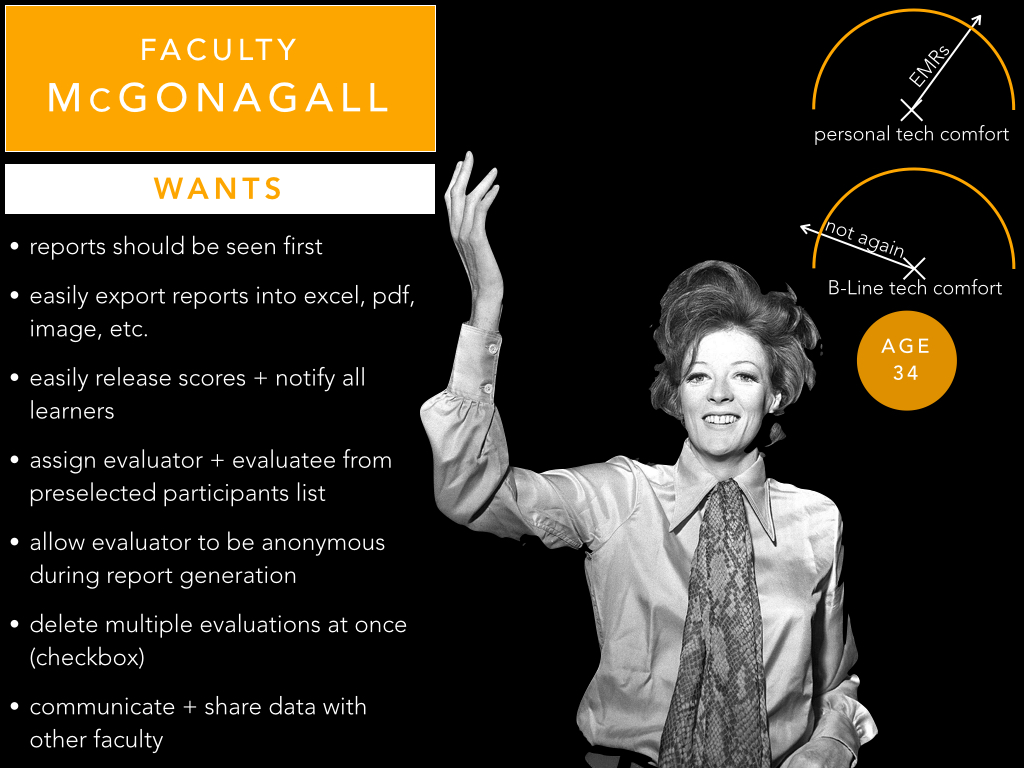 FACULTY
McGONAGALL
WANTS
• reports should be seen first
• easily export reports into excel, pdf,
image, etc.
• easily release scores + notify all
learners
• assign evaluator + evaluatee from
preselected participants list
• allow evaluator to be anonymous
during report generation
• delete multiple evaluations at once
(checkbox)
• communicate + share data with
other faculty
EMRs
personal tech comfort
not again
B-Line tech comfort
AGE
34